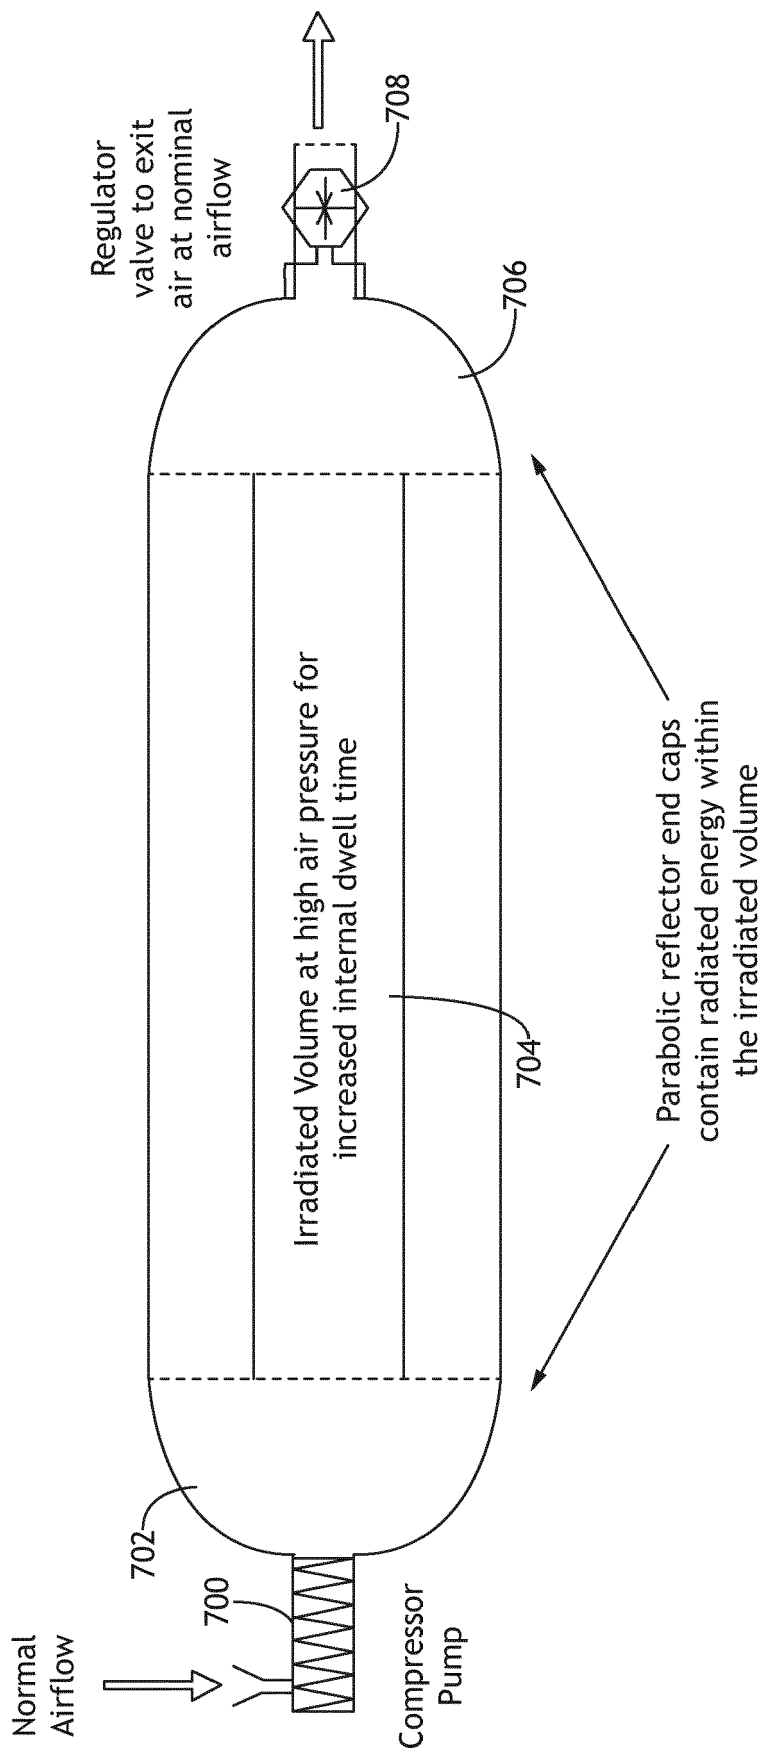 Normal
Airflow
700
Compressor
Pump
702
Irradiated Volume at high air pressure for
increased internal dwell time
704
Parabolic reflector end caps
contain radiated energy within
the irradiated volume
706
Regulator
valve to exit
air at nominal
airflow
708